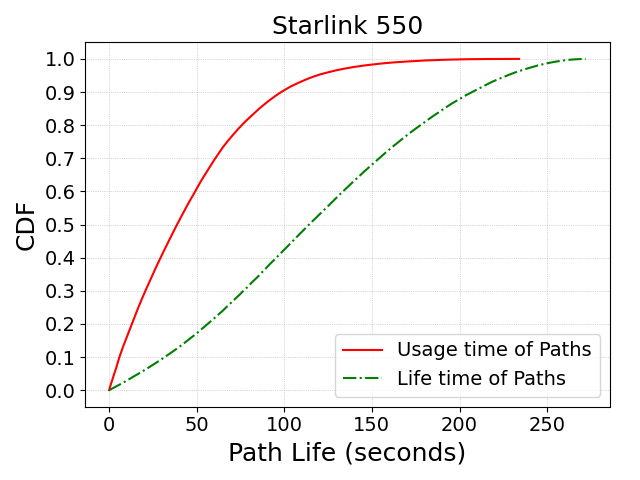 Starlink 550
1.0
0.9
0.8
0.7
0.6
0.5
0.4
0.3
0.2
0.1
0.0
CDF
Usage time of Paths
Life time of Paths
0 50 100 150 200 250
Path Life (seconds)